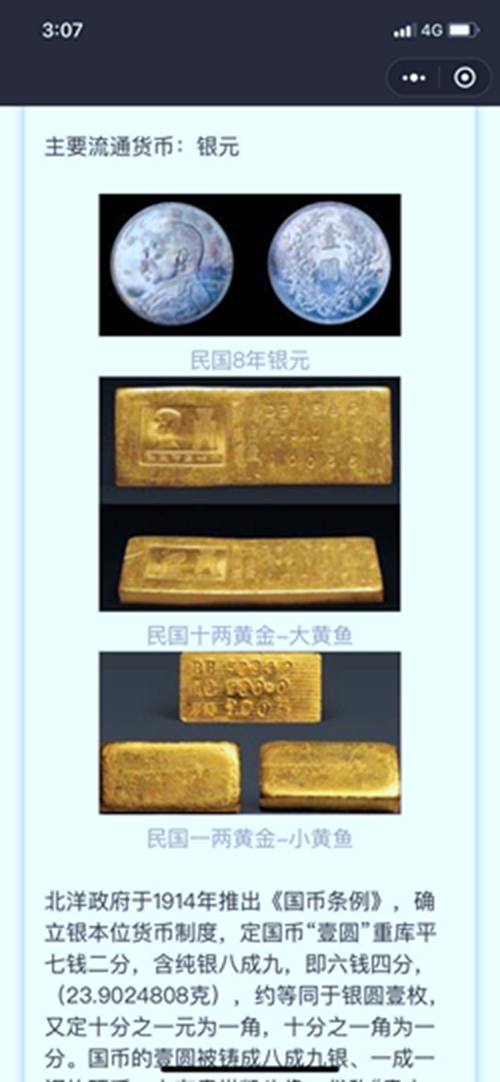 3:07
4G
主要流通货币：银元
壹
圆
民国8年银元
民国十两黄金-大黄鱼
民国一两黄金-小黄鱼
北洋政府于1914年推出《国币条例》，确
立银本位货币制度，定国币“壹圆”重库平
七钱二分，含纯银八成九，即六钱四分，
（23.9024808克），约等同于银圆壹枚，
又定十分之一元为一角，十分之一角为一
分。国币的壹圆被铸成八成九银、一成一